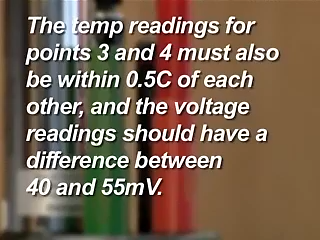 The temp readings for
points 3 and 4 must also
be within 0.5C of each
other, and the voltage
readings should have a
difference between
40 and 55mV.